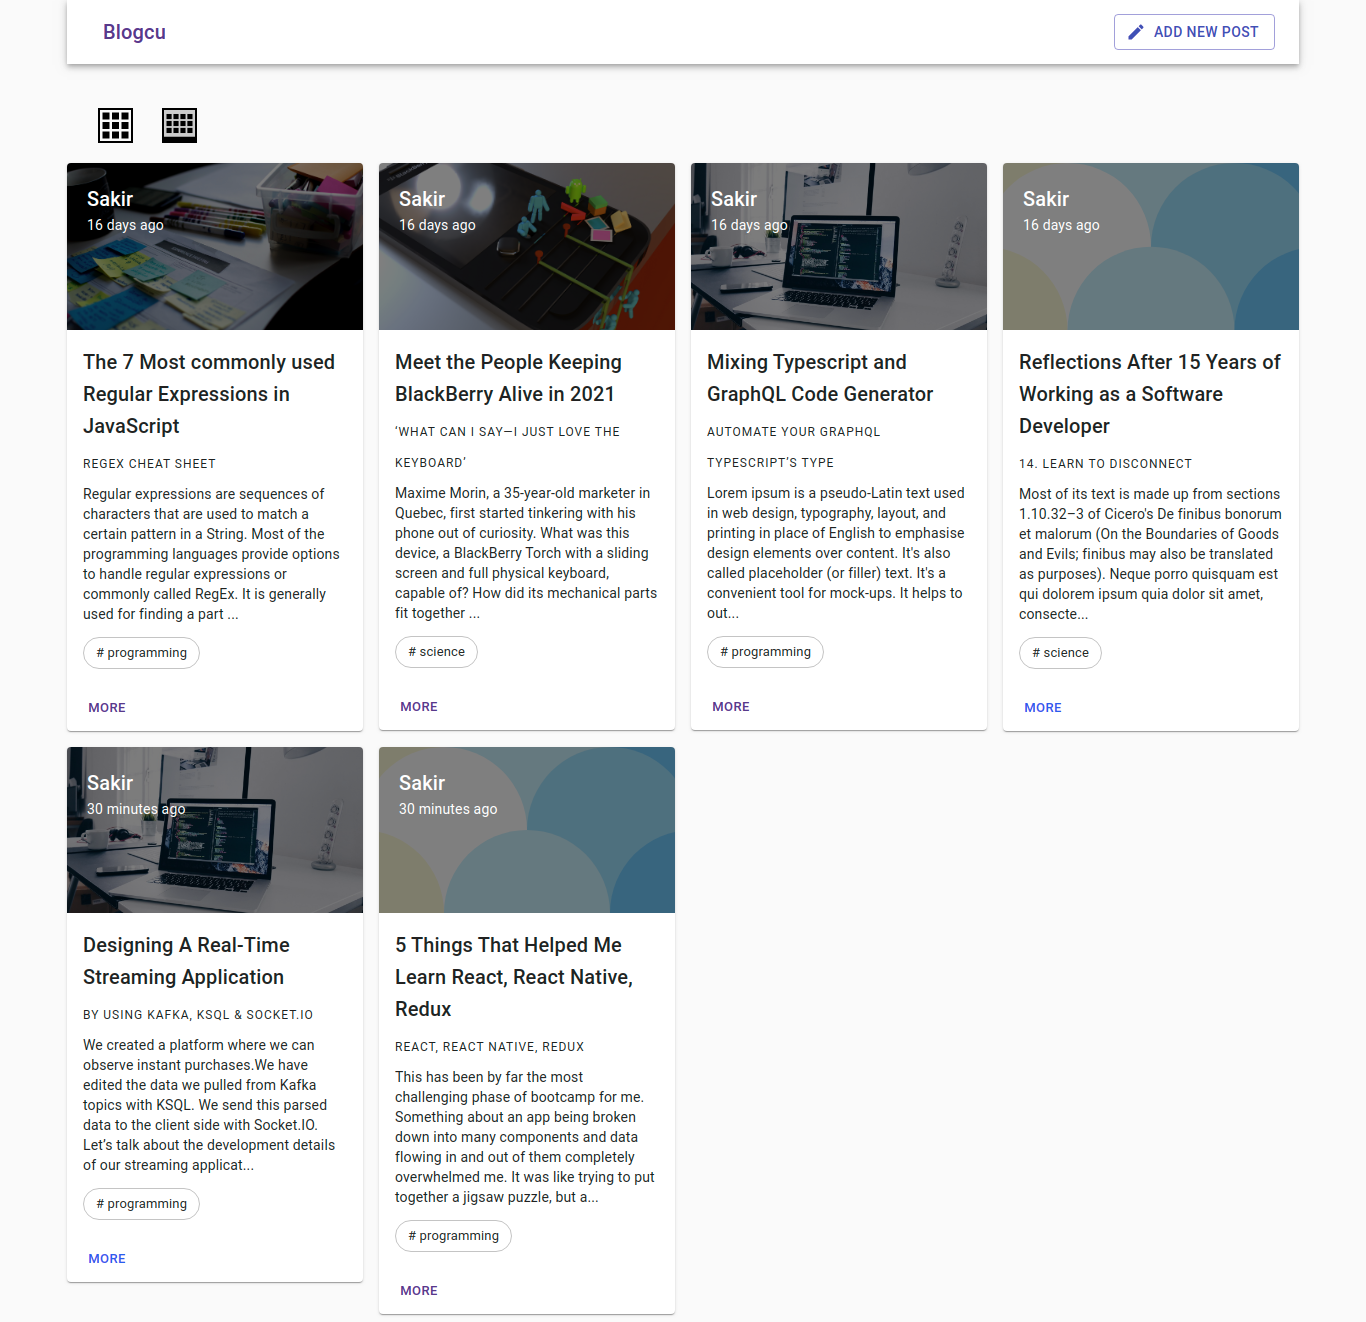 Blogcu
ADD NEW POST
Sakir
16 days ago
The 7 Most commonly used
Regular Expressions in
JavaScript
REGEX CHEAT SHEET
Regular expressions are sequences of
characters that are used to match a
certain pattern in a String. Most of the
programming languages provide options
to handle regular expressions or
commonly called RegEx. It is generally
used for finding a part ...
# programming
MORE
Sakir
16 days ago
Meet the People Keeping
BlackBerry Alive in 2021
‘WHAT CAN I SAY—I JUST LOVE THE
KEYBOARD’
Maxime Morin, a 35-year-old marketer in
Quebec, first started tinkering with his
phone out of curiosity. What was this
device, a BlackBerry Torch with a sliding
screen and full physical keyboard,
capable of? How did its mechanical parts
fit together ...
# science
MORE
Sakir
16 days ago
Mixing Typescript and
GraphQL Code Generator
AUTOMATE YOUR GRAPHQL
TYPESCRIPT’S TYPE
Lorem ipsum is a pseudo-Latin text used
in web design, typography, layout, and
printing in place of English to emphasise
design elements over content. It's also
called placeholder (or filler) text. It's a
convenient tool for mock-ups. It helps to
out...
# programming
MORE
Sakir
16 days ago
Reflections After 15 Years of
Working as a Software
Developer
14. LEARN TO DISCONNECT
Most of its text is made up from sections
1.10.32–3 of Cicero's De finibus bonorum
et malorum (On the Boundaries of Goods
and Evils; finibus may also be translated
as purposes). Neque porro quisquam est
qui dolorem ipsum quia dolor sit amet,
consecte...
# science
MORE
Sakir
30 minutes ago
Designing A Real-Time
Streaming Application
BY USING KAFKA, KSQL & SOCKET.IO
We created a platform where we can
observe instant purchases.We have
edited the data we pulled from Kafka
topics with KSQL. We send this parsed
data to the client side with Socket.IO.
Let’s talk about the development details
of our streaming applicat...
# programming
MORE
Sakir
30 minutes ago
5 Things That Helped Me
Learn React, React Native,
Redux
REACT, REACT NATIVE, REDUX
This has been by far the most
challenging phase of bootcamp for me.
Something about an app being broken
down into many components and data
flowing in and out of them completely
overwhelmed me. It was like trying to put
together a jigsaw puzzle, but a...
# programming
MORE